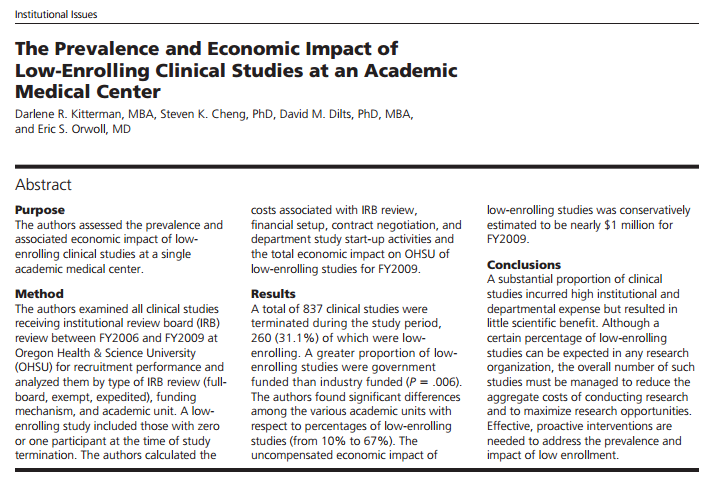 Institutional Issues
The Prevalence and Economic Impact of
Low-Enrolling Clinical Studies at an Academic
Medical Center
Darlene R. Kitterman, MBA, Steven K. Cheng, PhD, David M. Dilts, PhD, MBA,
and Eric S. Orwoll, MD
Abstract
Purpose
The authors assessed the prevalence and
associated economic impact of low-
enrolling clinical studies at a single
academic medical center.
Method
The authors examined all clinical studies
receiving institutional review board (IRB)
review between FY2006 and FY2009 at
Oregon Health & Science University
(OHSU) for recruitment performance and
analyzed them by type of IRB review (full-
board, exempt, expedited), funding
mechanism, and academic unit. A low-
enrolling study included those with zero
or one participant at the time of study
termination. The authors calculated the
costs associated with IRB review,
financial setup, contract negotiation, and
department study start-up activities and
the total economic impact on OHSU of
low-enrolling studies for FY2009.
Results
A total of 837 clinical studies were
terminated during the study period,
260 (31.1%) of which were low-
enrolling. A greater proportion of low-
enrolling studies were government
funded than industry funded (P = .006).
The authors found significant differences
among the various academic units with
respect to percentages of low-enrolling
studies (from 10% to 67%). The
uncompensated economic impact of
low-enrolling studies was conservatively
estimated to be nearly $1 million for
FY2009.
Conclusions
A substantial proportion of clinical
studies incurred high institutional and
departmental expense but resulted in
little scientific benefit. Although a
certain percentage of low-enrolling
studies can be expected in any research
organization, the overall number of such
studies must be managed to reduce the
aggregate costs of conducting research
and to maximize research opportunities.
Effective, proactive interventions are
needed to address the prevalence and
impact of low enrollment.